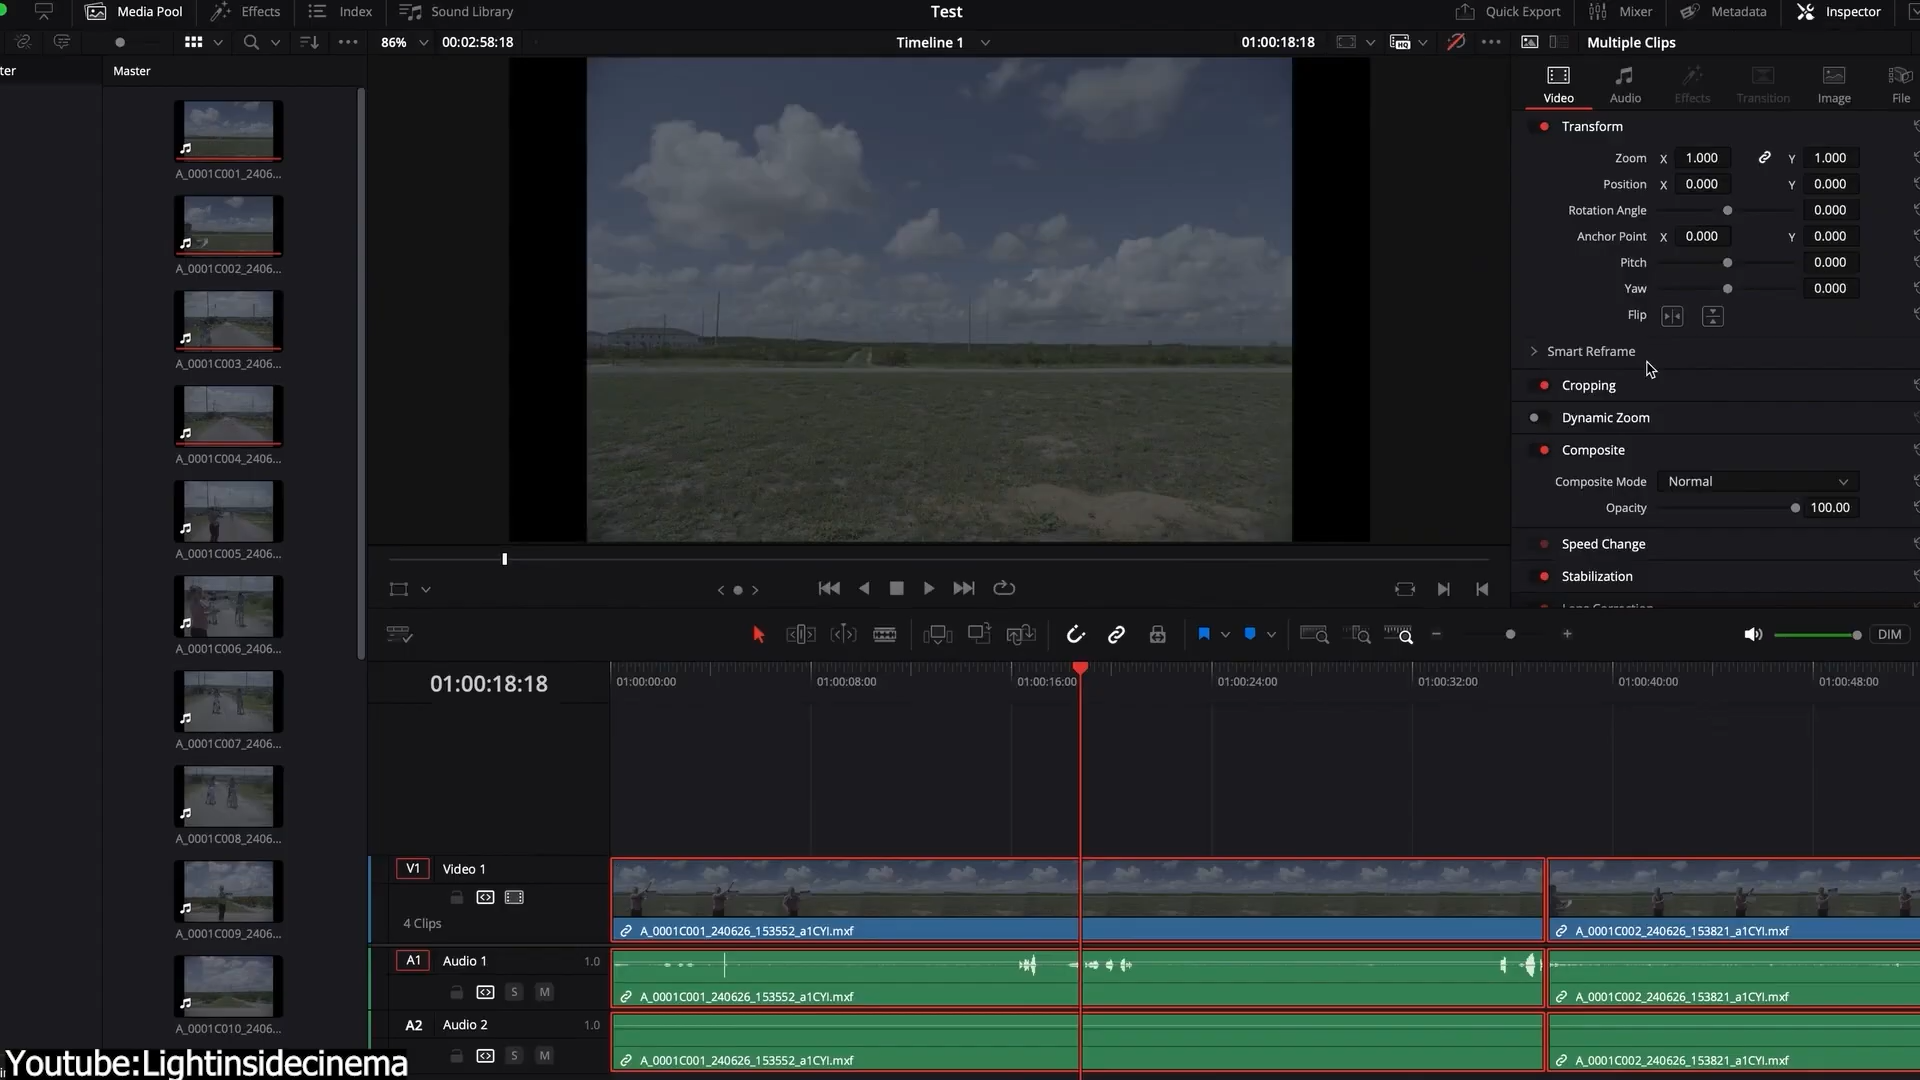 Media Pool
Effects
Index
Sound Library
Test
Quick Export
Mixer
Metadata
Inspector
86%
00:02:58:18
Timeline 1
01:00:18:18
Multiple Clips
ter
Master
A_0001C001_2406...
A_0001C002_2406...
A_0001C003_2406...
A_0001C004_2406...
A_0001C005_2406...
A_0001C006_2406...
A_0001C007_2406...
A_0001C008_2406...
A_0001C009_2406...
A_0001C010_2406...
Video
Audio
Effects
Transition
Image
File
Transform
Zoom X 1.000 Y 1.000
Position X 0.000 Y 0.000
Rotation Angle 0.000
Anchor Point X 0.000 Y 0.000
Pitch 0.000
Yaw 0.000
Flip
Smart Reframe
Cropping
Dynamic Zoom
Composite
Composite Mode Normal
Opacity 100.00
Speed Change
Stabilization
DIM
01:00:18:18
01:00:00:00
01:00:08:00
01:00:16:00
01:00:24:00
01:00:32:00
01:00:40:00
01:00:48:00
V1 Video 1
4 Clips
A_0001C001_240626_153552_a1CYI.mxf
A_0001C002_240626_153821_a1CYI.mxf
A1 Audio 1 1.0
S M
A_0001C001_240626_153552_a1CYI.mxf
A_0001C002_240626_153821_a1CYI.mxf
A2 Audio 2 1.0
S M
A_0001C001_240626_153552_a1CYI.mxf
A_0001C002_240626_153821_a1CYI.mxf
Youtube:Lightinsidecinema